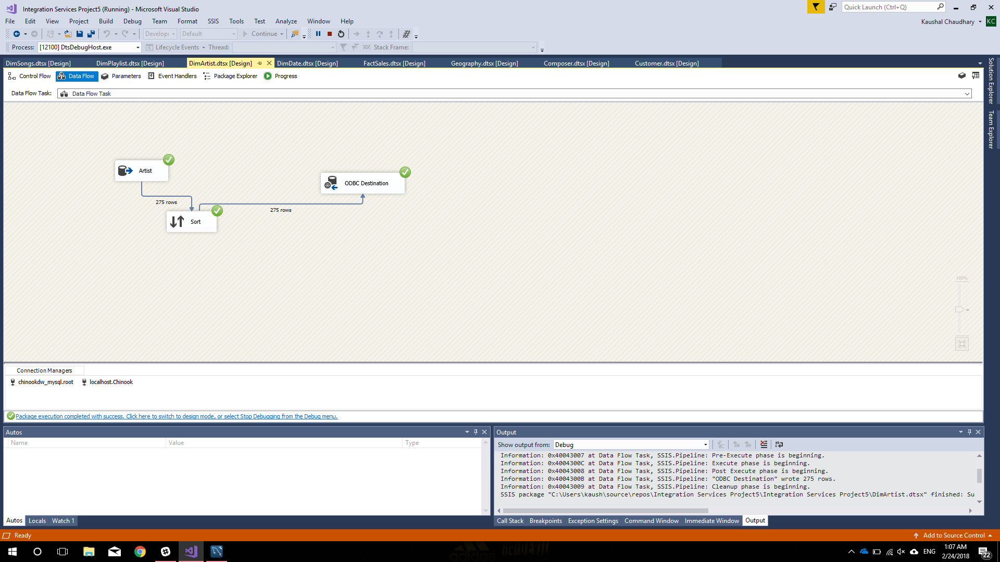 Integration Services Project5 (Running) - Microsoft Visual Studio
Quick Launch (Ctrl+Q)
File Edit View Project Build Debug Team Format SSIS Tools Test Analyze Window Help
Kaushal Chaudhary KC
Default Continue
Process: [12100] DtsDebugHost.exe Lifecycle Events Thread: Stack Frame:
DimSongs.dtsx [Design] DimPlaylist.dtsx [Design] DimArtist.dtsx [Design] DimDate.dtsx [Design] FactSales.dtsx [Design] Geography.dtsx [Design] Composer.dtsx [Design] Customer.dtsx [Design]
Control Flow Data Flow Parameters Event Handlers Package Explorer Progress
Data Flow Task: Data Flow Task
Solution Explorer
Team Explorer
Artist
ODBC Destination
275 rows
275 rows
Sort
100%
Connection Managers
chinookdw_mysql.root localhost.Chinook
Package execution completed with success. Click here to switch to design mode, or select Stop Debugging from the Debug menu.
Autos
Name Value Type
Autos Locals Watch 1
Output
Show output from: Debug
Information: 0x40043007 at Data Flow Task, SSIS.Pipeline: Pre-Execute phase is beginning.
Information: 0x4004300C at Data Flow Task, SSIS.Pipeline: Execute phase is beginning.
Information: 0x40043008 at Data Flow Task, SSIS.Pipeline: Post Execute phase is beginning.
Information: 0x4004300B at Data Flow Task, SSIS.Pipeline: "ODBC Destination" wrote 275 rows.
Information: 0x40043009 at Data Flow Task, SSIS.Pipeline: Cleanup phase is beginning.
SSIS package "C:\Users\kaush\source\repos\Integration Services Project5\Integration Services Project5\DimArtist.dtsx" finished: Su
Call Stack Breakpoints Exception Settings Command Window Immediate Window Output
Ready
Add to Source Control
adidas
ENG
1:07 AM
2/24/2018
22